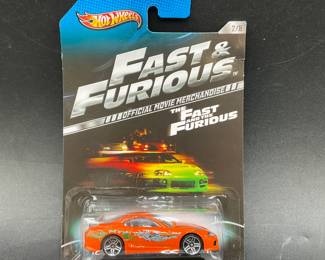 Hot Wheels
2/8
FAST &
FURIOUS
OFFICIAL MOVIE MERCHANDISE
THE
FAST AND THE
FURIOUS